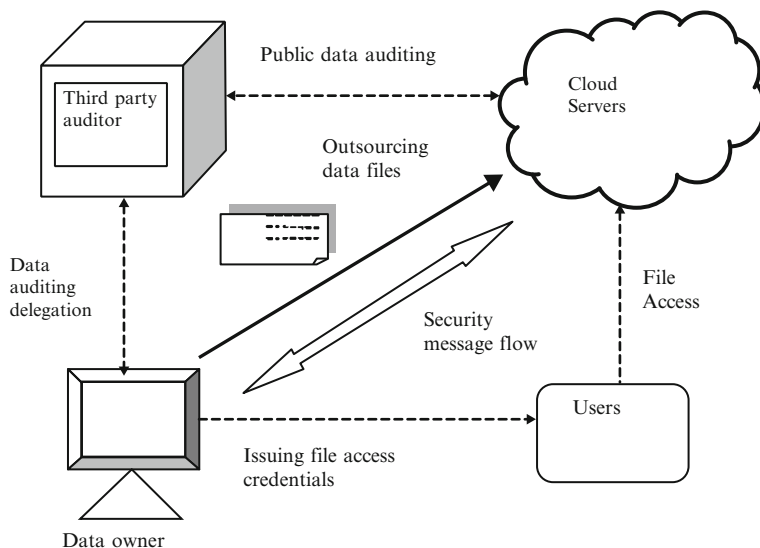 Public data auditing
Third party
auditor
Cloud
Servers
Outsourcing
data files
Data
auditing
delegation
File
Access
Security
message flow
Users
Issuing file access
credentials
Data owner